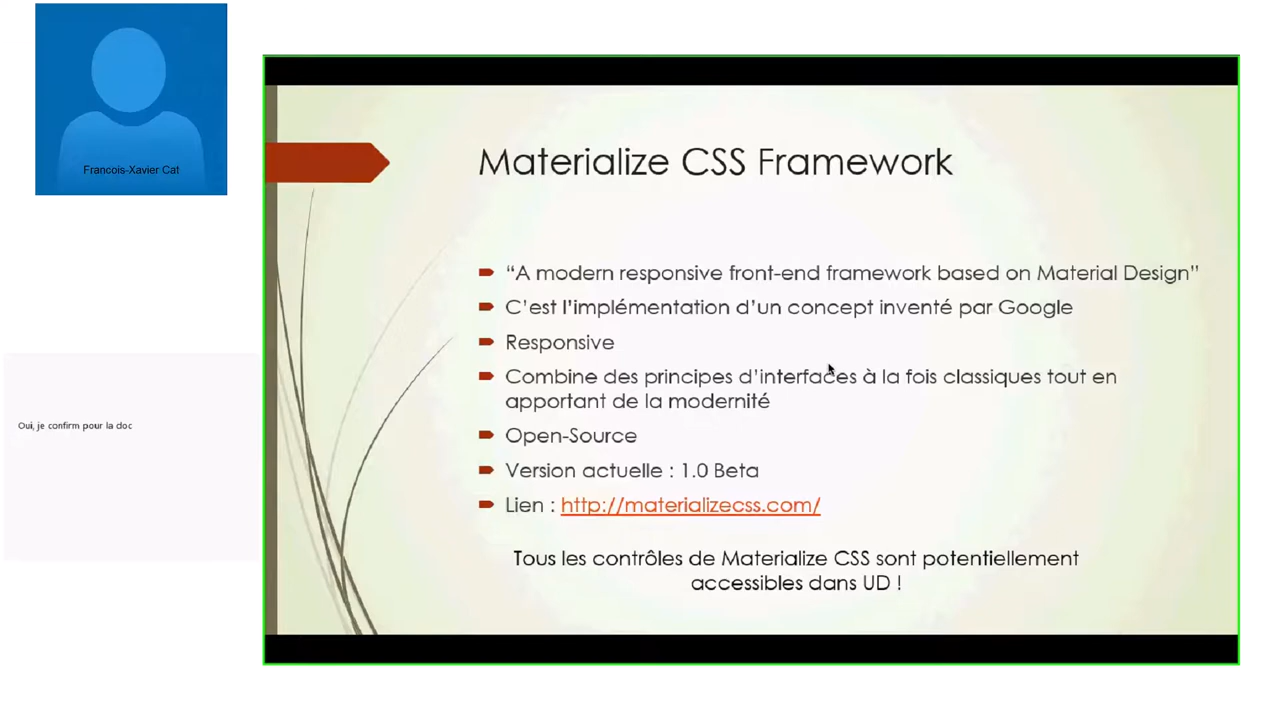 Francois-Xavier Cat
Oui, je confirm pour la doc
Materialize CSS Framework
“A modern responsive front-end framework based on Material Design”
C’est l’implémentation d’un concept inventé par Google
Responsive
Combine des principes d’interfaces à la fois classiques tout en
apportant de la modernité
Open-Source
Version actuelle : 1.0 Beta
Lien : http://materializecss.com/
Tous les contrôles de Materialize CSS sont potentiellement
accessibles dans UD !